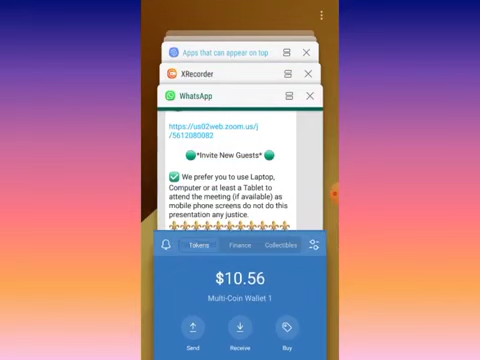 Apps that can appear on top
XRecorder
WhatsApp
https://us02web.zoom.us/j
/5612080082
*Invite New Guests*
We prefer you to use Laptop,
Computer or at least a Tablet to
attend the meeting (if available) as
mobile phone screens do not do this
presentation any justice.
Tokens Finance Collectibles
$10.56
Multi-Coin Wallet 1
Send Receive Buy